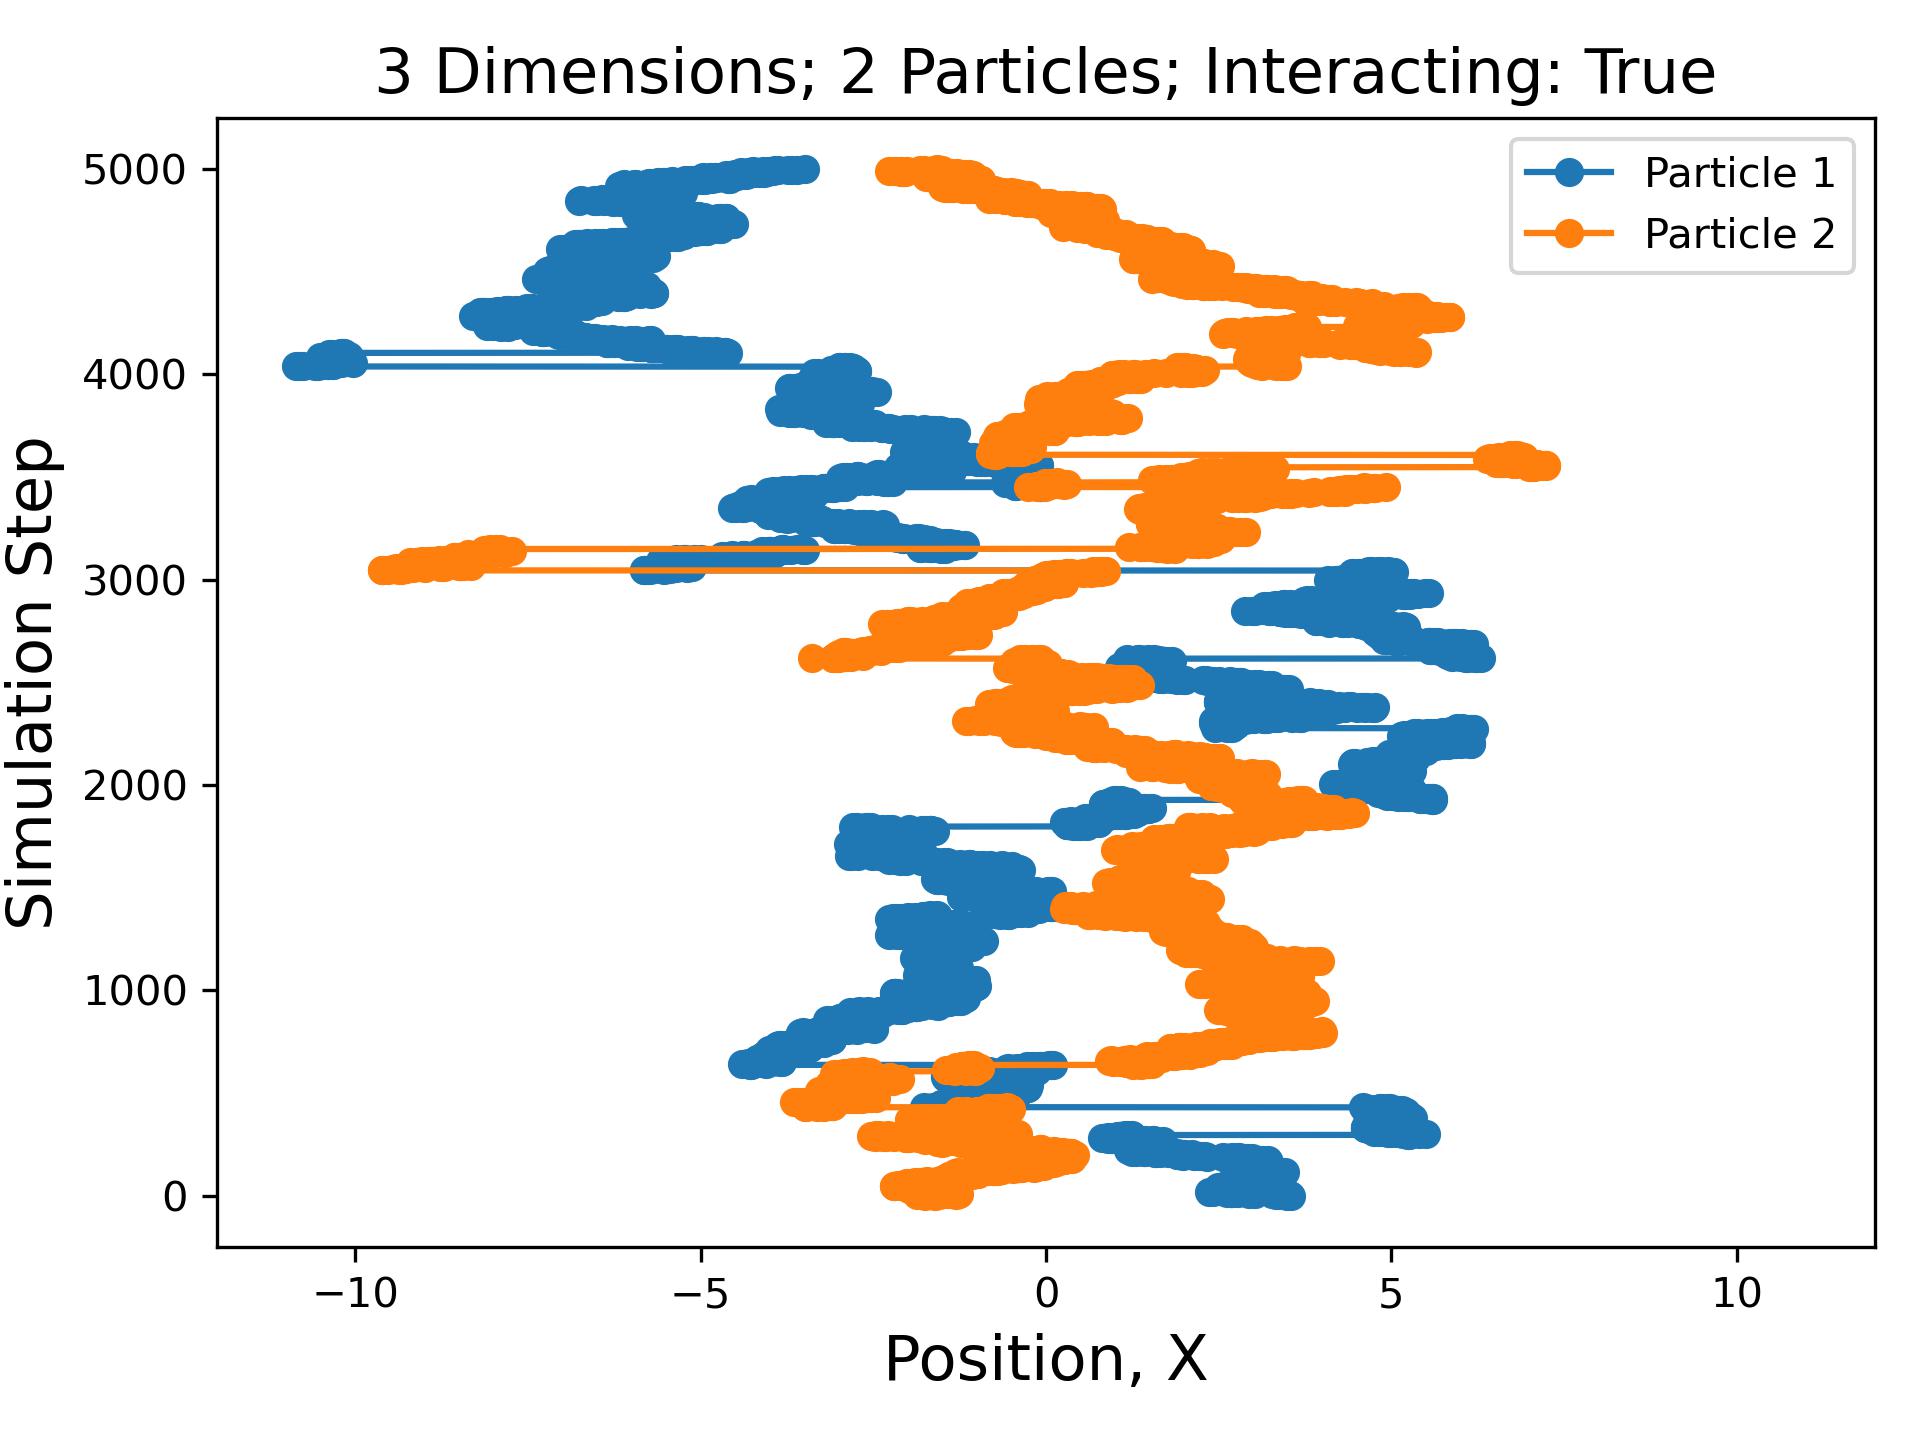 3 Dimensions; 2 Particles; Interacting: True
Particle 1
Particle 2
Simulation Step
5000
4000
3000
2000
1000
0
−10
−5
0
5
10
Position, X